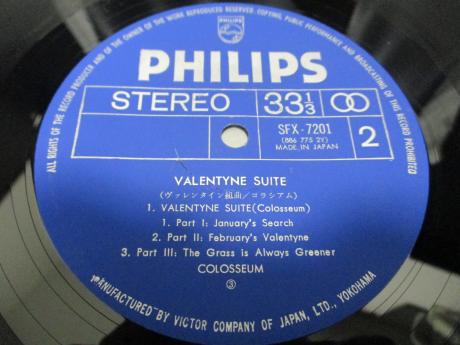 ALL RIGHTS OF THE RECORD PRODUCER AND OF THE OWNER OF THE WORK REPRODUCED RESERVED. COPYING, PUBLIC PERFORMANCE AND BROADCASTING OF THIS RECORD PROHIBITED
PHILIPS
PHILIPS
STEREO 33 1/3
SFX-7201
(886 775 2Y)
MADE IN JAPAN
2
VALENTYNE SUITE
(ヴァレンタイン組曲/コラシアム)
1. VALENTYNE SUITE(Colosseum)
1. Part I: January's Search
2. Part II: February's Valentyne
3. Part III: The Grass is Always Greener
COLOSSEUM
③
MANUFACTURED BY VICTOR COMPANY OF JAPAN, LTD., YOKOHAMA